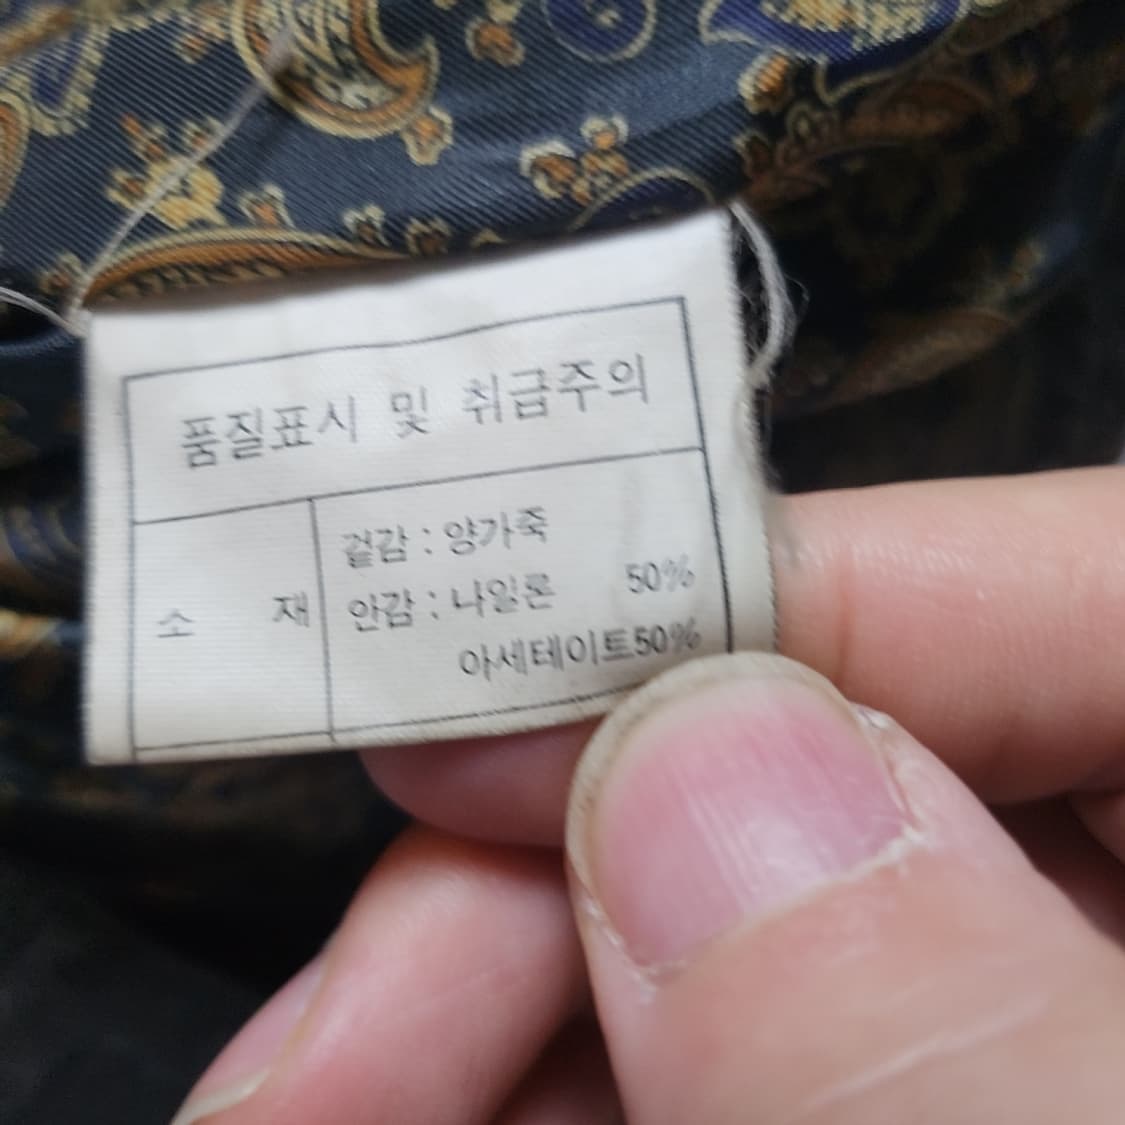 품질표시 및 취급주의
소 재
겉감 : 양가죽
안감 : 나일론 50%
아세테이트50%